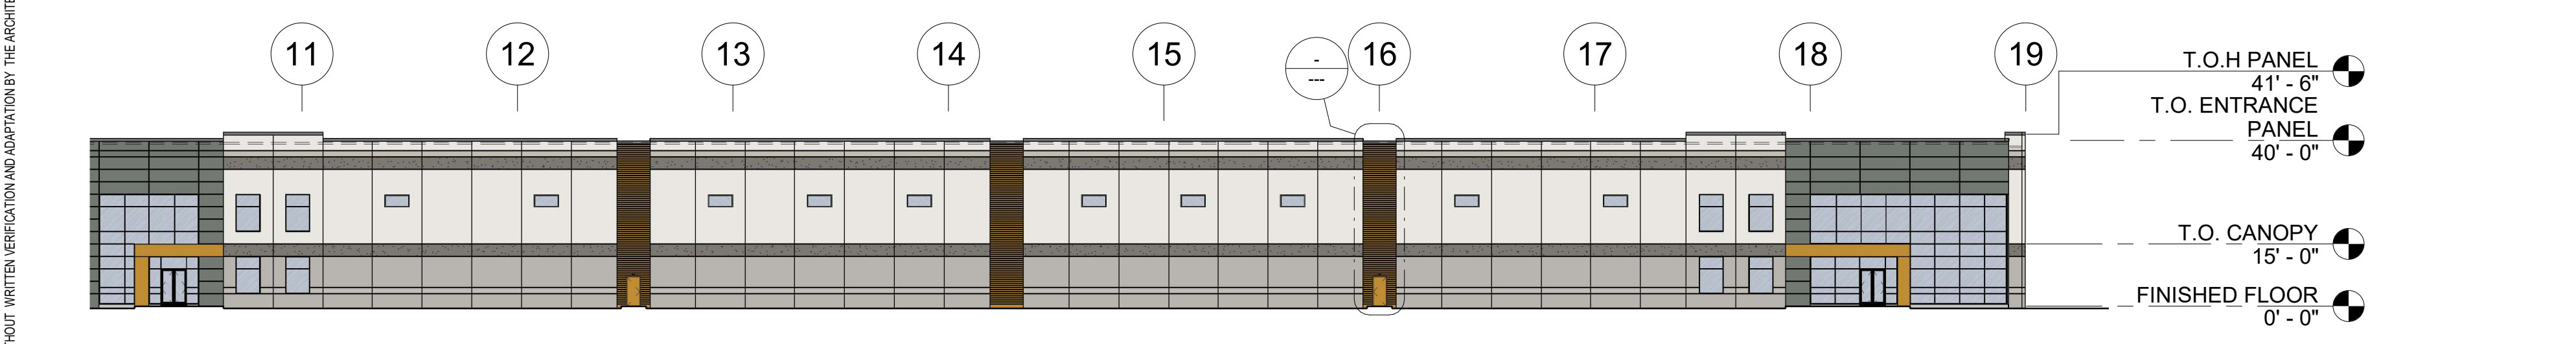 THOUT WRITTEN VERIFICATION AND ADAPTATION BY THE ARCHITE
11
12
13
14
15
-
---
16
17
18
19
T.O.H PANEL
41' - 6"
T.O. ENTRANCE
PANEL
40' - 0"
T.O. CANOPY
15' - 0"
FINISHED FLOOR
0' - 0"